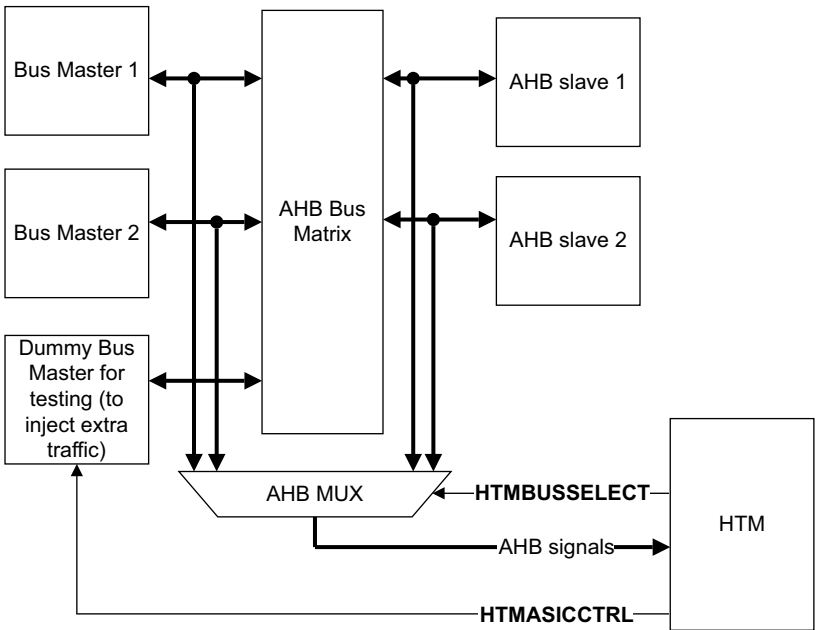 Bus Master 1
AHB slave 1
Bus Master 2
AHB Bus
Matrix
AHB slave 2
Dummy Bus
Master for
testing (to
inject extra
traffic)
AHB MUX
HTMBUSSELECT
HTM
AHB signals
HTMASICCTRL